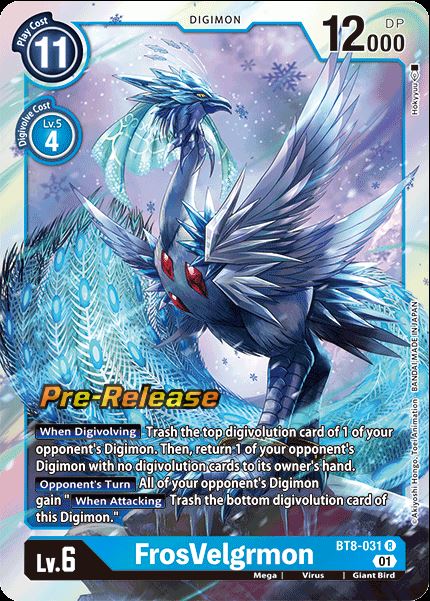 Play Cost
11
DIGIMON
DP
12000
Digivolve Cost
Lv.5
4
Hokyyuu
Pre-Release
When Digivolving Trash the top digivolution card of 1 of your
opponent's Digimon. Then, return 1 of your opponent's
Digimon with no digivolution cards to its owner's hand.
Opponent's Turn All of your opponent's Digimon
gain " When Attacking Trash the bottom digivolution card of
this Digimon."
©Akiyoshi Hongo, Toei Animation BANDAI MADE IN JAPAN
Lv.6
FrosVelgrmon
BT8-031 R
01
Mega | Virus | Giant Bird